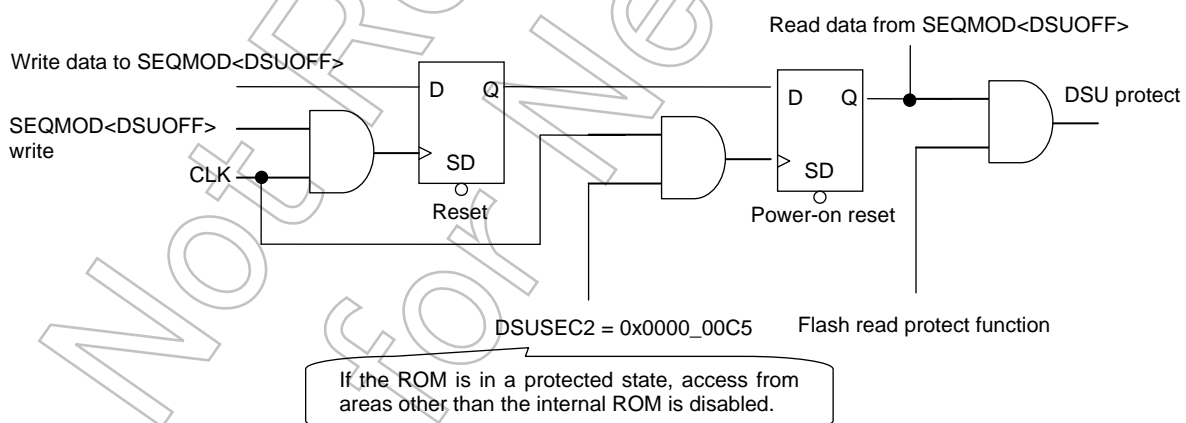 Read data from SEQMOD<DSUOFF>
Write data to SEQMOD<DSUOFF>
D Q
D Q
DSU protect
SEQMOD<DSUOFF>
write
CLK
SD
SD
Reset
Power-on reset
DSUSEC2 = 0x0000_00C5
Flash read protect function
If the ROM is in a protected state, access from
areas other than the internal ROM is disabled.
Not
for